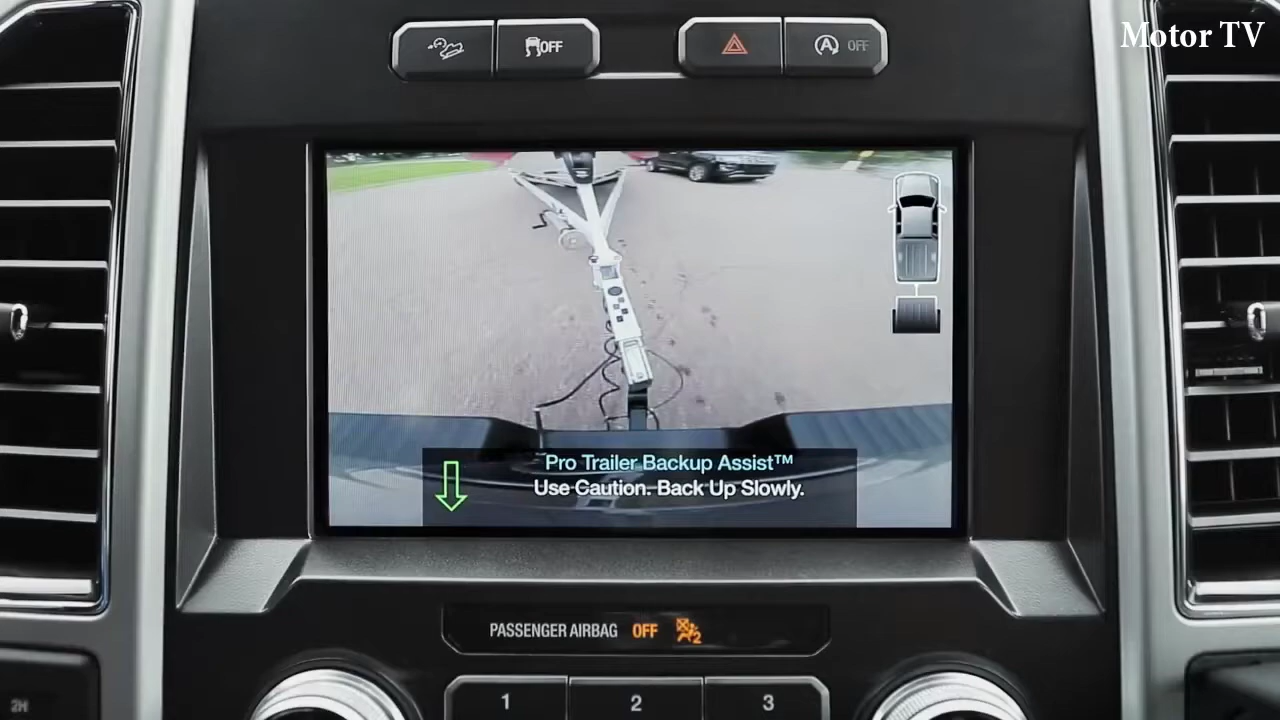 Motor TV
OFF
A OFF
Pro Trailer Backup Assist™
Use Caution. Back Up Slowly.
PASSENGER AIRBAG OFF 2
1 2 3
2H